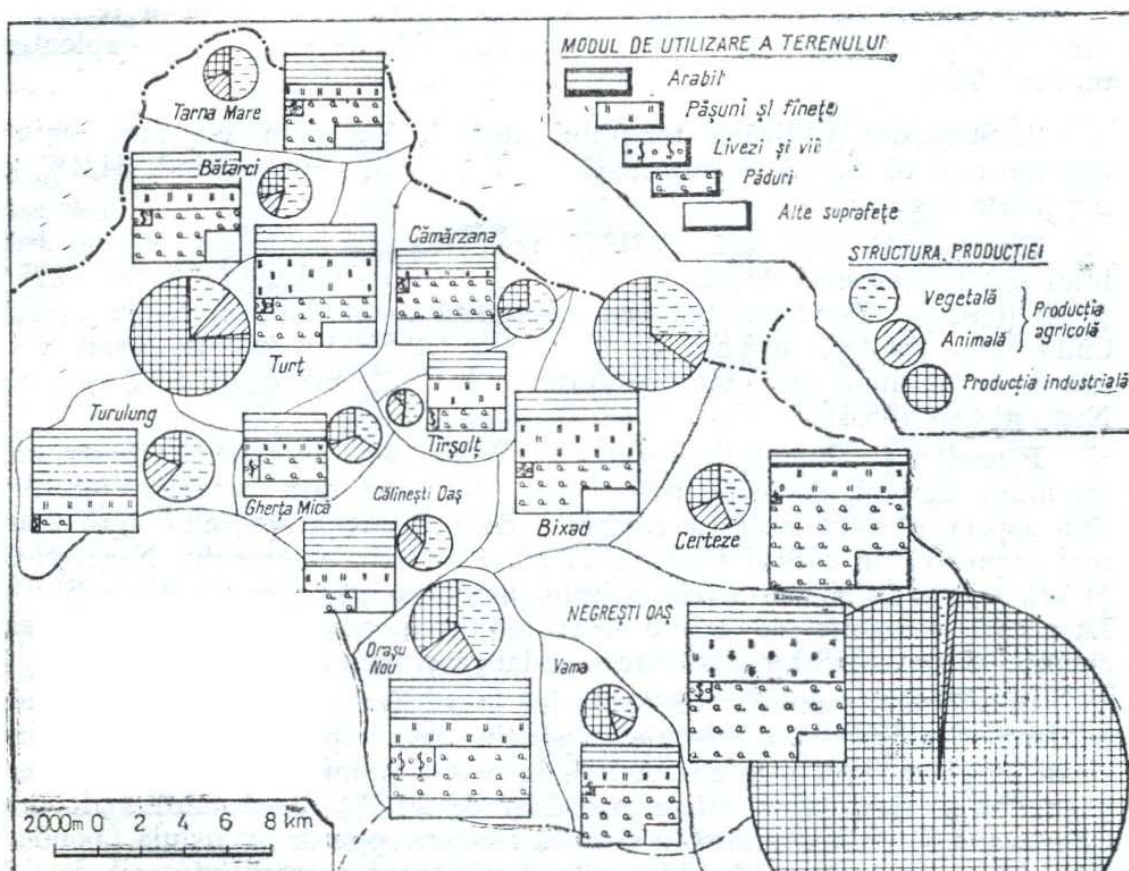 MODUL DE UTILIZARE A TERENULUI
Arabil
Pășuni și fînețe
Livezi și vii
Păduri
Alte suprafețe
STRUCTURA PRODUCȚIEI
Vegetală
Animală
Producția
agricolă
Producția industrială
Tarna Mare
Bătarci
Cămărzana
Turț
Turulung
Tîrșolț
Gherța Mică
Călinești Oaș
Bixad
Certeze
NEGREȘTI OAȘ
Orașu
Nou
Vama
2000m 0 2 4 6 8 km